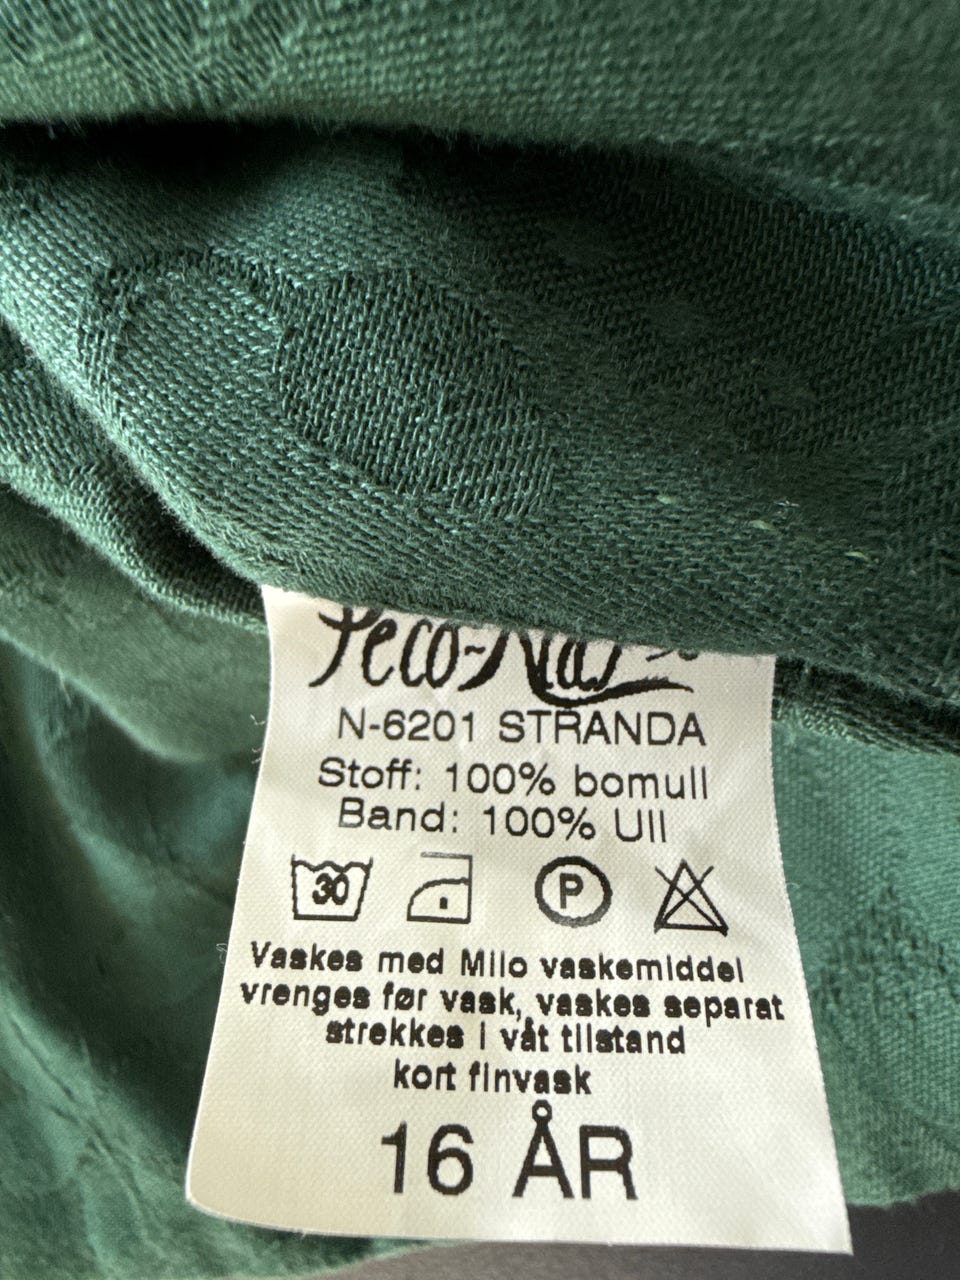 N-6201 STRANDA
Stoff: 100% bomull
Band: 100% Ull
30 P
Vaskes med Milo vaskemiddel
vrenges før vask, vaskes separat
strekkes i våt tilstand
kort finvask
16 ÅR